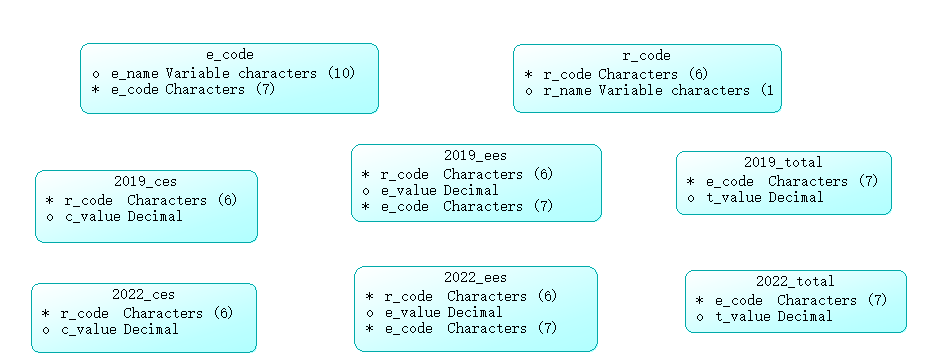 e_code
o e_name Variable characters (10)
* e_code Characters (7)
r_code
* r_code Characters (6)
o r_name Variable characters (1
2019_ces
* r_code Characters (6)
o c_value Decimal
2019_ees
* r_code Characters (6)
o e_value Decimal
* e_code Characters (7)
2019_total
* e_code Characters (7)
o t_value Decimal
2022_ces
* r_code Characters (6)
o c_value Decimal
2022_ees
* r_code Characters (6)
o e_value Decimal
* e_code Characters (7)
2022_total
* e_code Characters (7)
o t_value Decimal